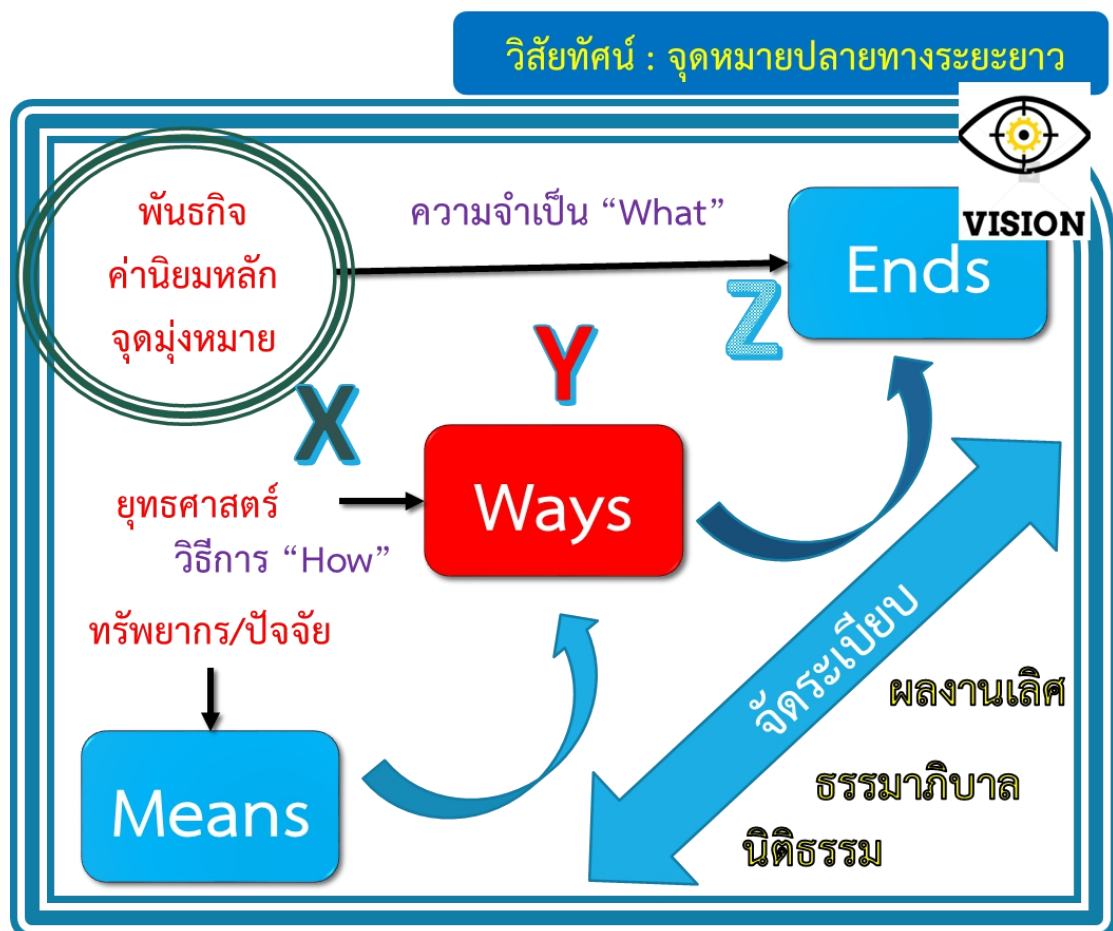 วิสัยทัศน์ : จุดหมายปลายทางระยะยาว
VISION
พันธกิจ
ค่านิยมหลัก
จุดมุ่งหมาย
ความจำเป็น “What”
Ends
Z
Y
X
Ways
ยุทธศาสตร์
วิธีการ “How”
ทรัพยากร/ปัจจัย
Means
จัดระเบียบ
ผลงานเลิศ
ธรรมาภิบาล
นิติธรรม